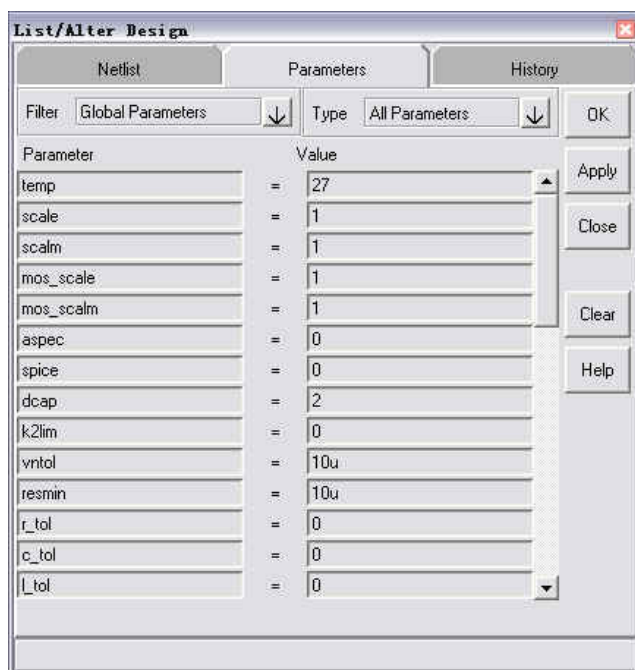 List/Alter Design
Netlist Parameters History
Filter Global Parameters Type All Parameters OK
Parameter Value
temp = 27
Apply
scale = 1
Close
scalm = 1
mos_scale = 1
mos_scalm = 1
Clear
aspec = 0
spice = 0
Help
dcap = 2
k2lim = 0
vntol = 10u
resmin = 10u
r_tol = 0
c_tol = 0
l_tol = 0